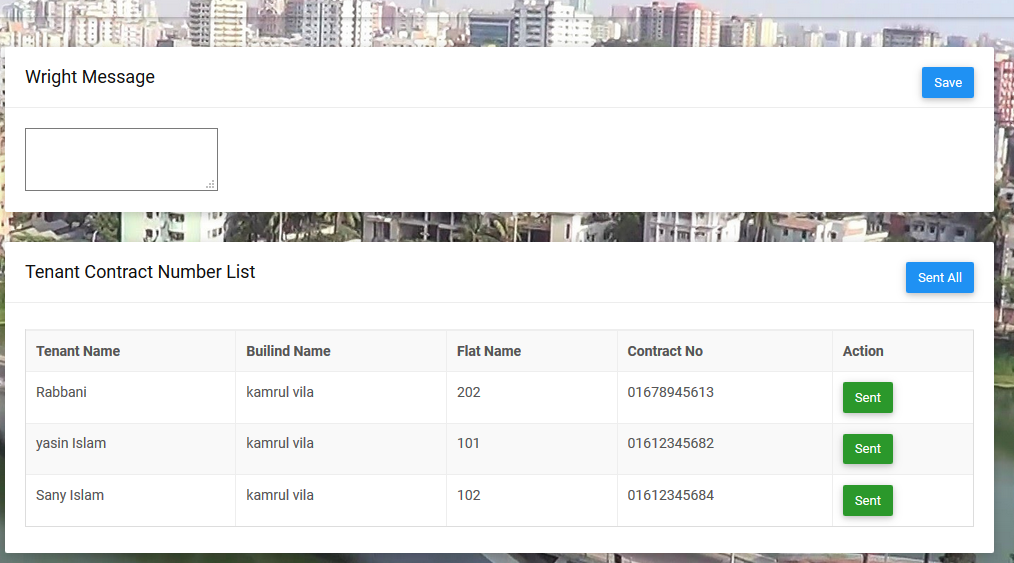 Wright Message
Save
Tenant Contract Number List
Sent All
Tenant Name Builind Name Flat Name Contract No Action
Rabbani kamrul vila 202 01678945613 Sent
yasin Islam kamrul vila 101 01612345682 Sent
Sany Islam kamrul vila 102 01612345684 Sent